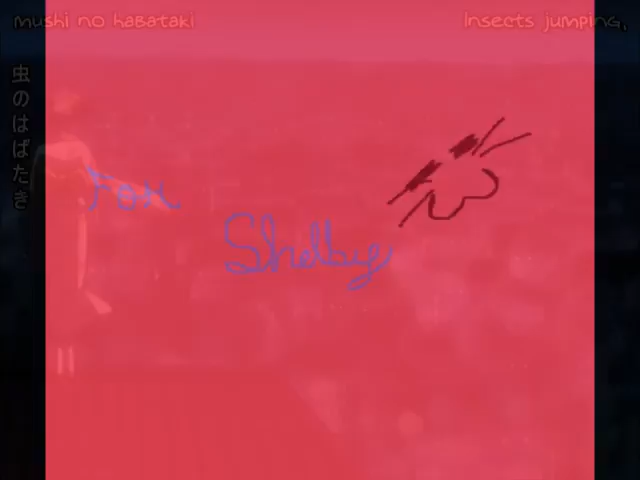 mushi no habataki
Insects jumping,
虫のはばたき
For
Shelby